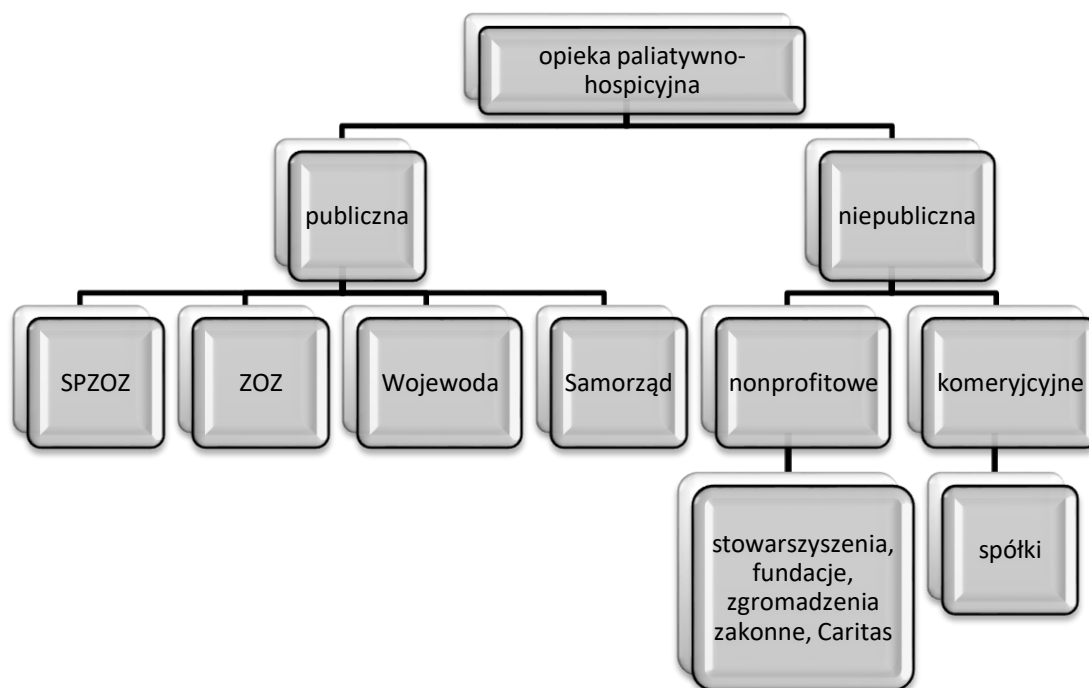 opieka paliatywno-
hospicyjna
publiczna
niepubliczna
SPZOZ
ZOZ
Wojewoda
Samorząd
nonprofitowe
komeryjcyjne
stowarszyszenia,
fundacje,
zgromadzenia
zakonne, Caritas
spółki